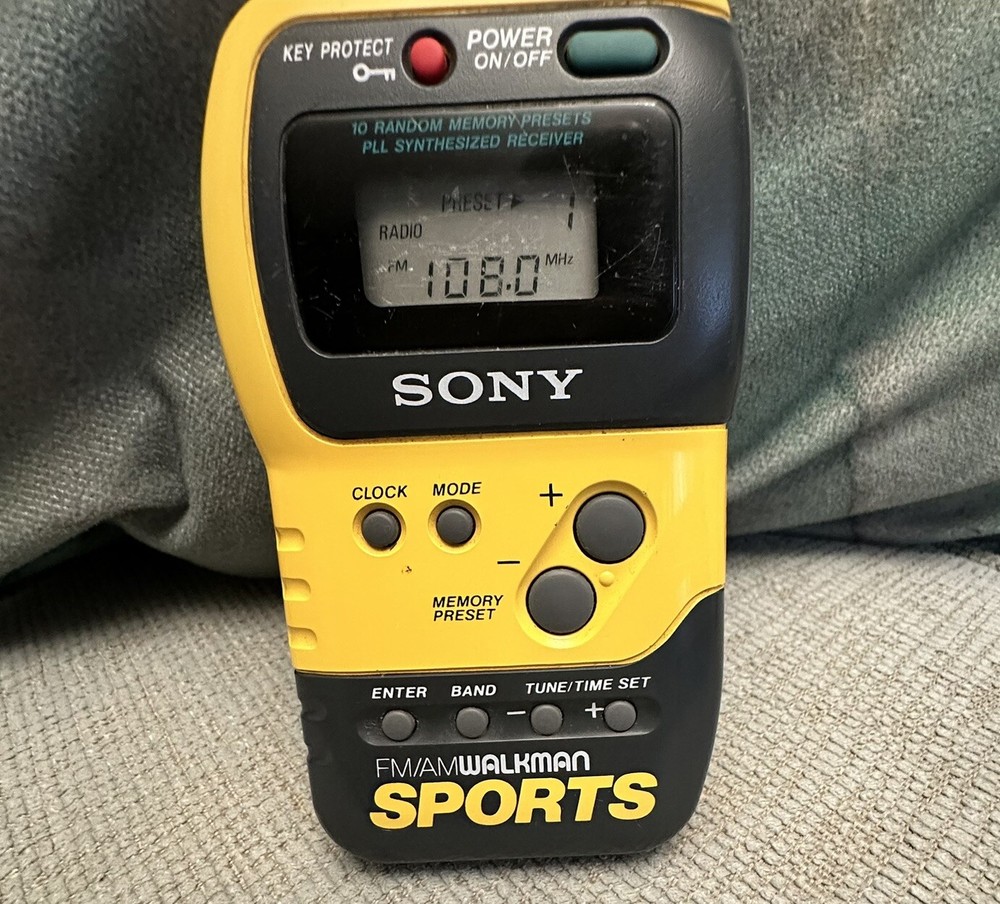 KEY PROTECT
POWER
ON/OFF
10 RANDOM MEMORY PRESETS
PLL SYNTHESIZED RECEIVER
PRESET ▶ 1
RADIO
FM 108.0 MHz
SONY
CLOCK MODE
+
−
MEMORY
PRESET
ENTER BAND TUNE/TIME SET
− +
FM/AM WALKMAN
SPORTS